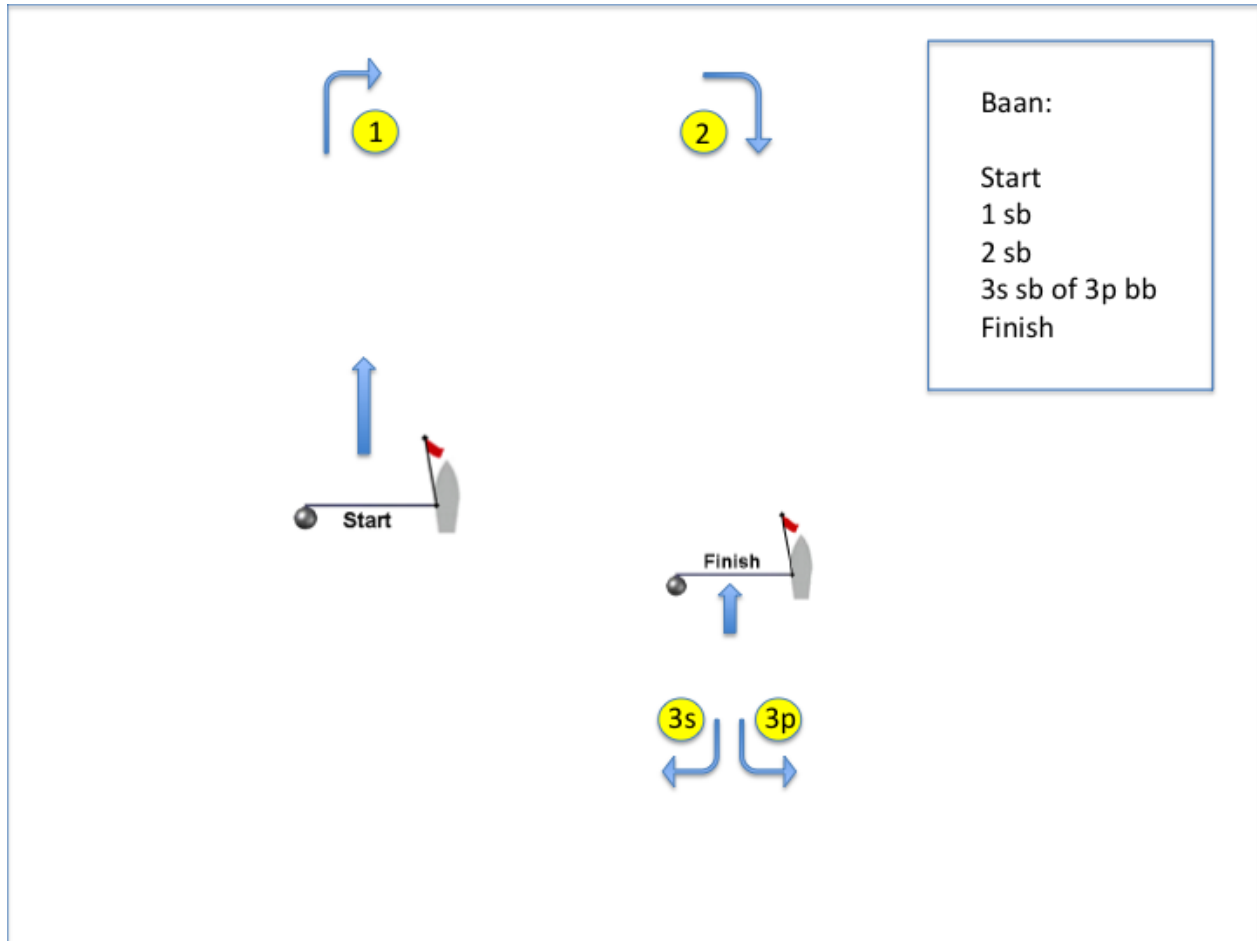 1
2
Baan:
Start
1 sb
2 sb
3s sb of 3p bb
Finish
Start
Finish
3s
3p